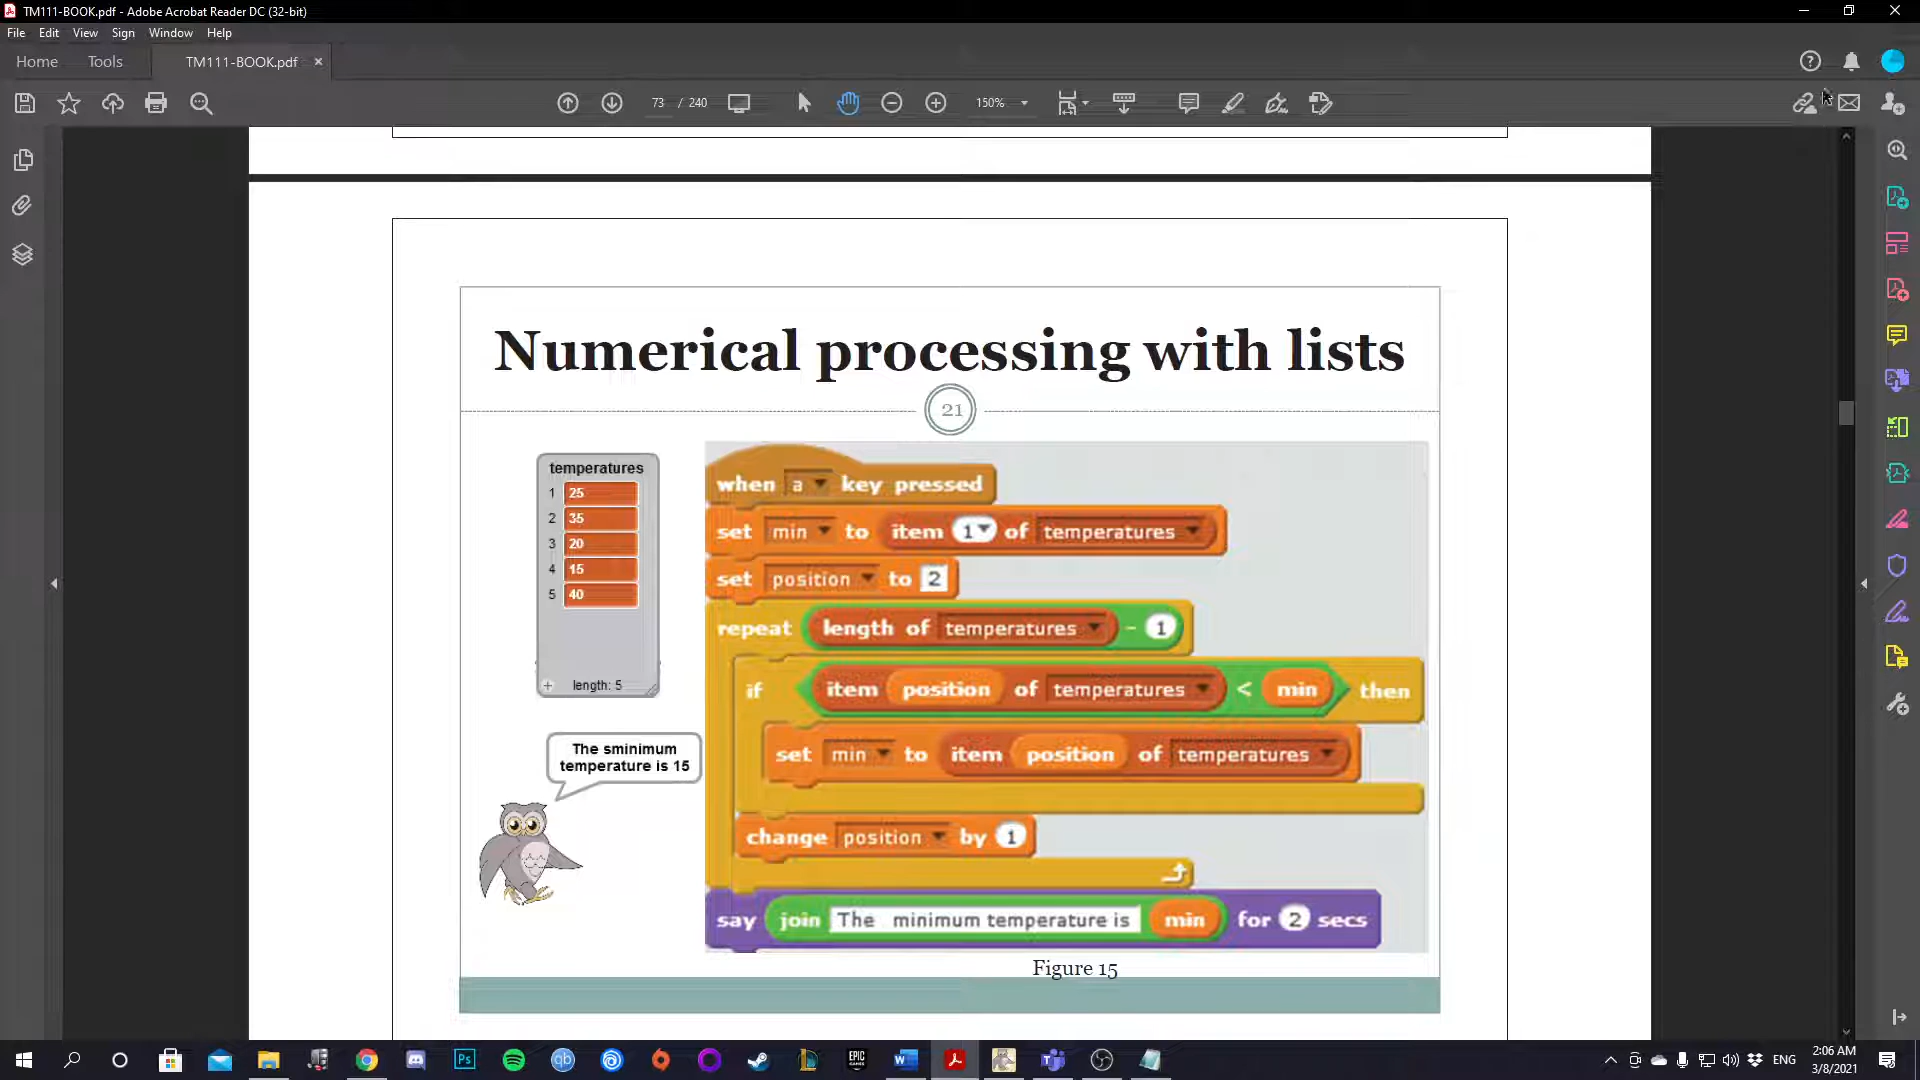 TM111-BOOK.pdf - Adobe Acrobat Reader DC (32-bit)
File Edit View Sign Window Help
Home Tools TM111-BOOK.pdf
73 / 240 150%
Numerical processing with lists
21
temperatures
1 25
2 35
3 20
4 15
5 40
length: 5
The sminimum
temperature is 15
when a key pressed
set min to item 1 of temperatures
set position to 2
repeat length of temperatures - 1
if item position of temperatures < min then
set min to item position of temperatures
change position by 1
say join The minimum temperature is min for 2 secs
Figure 15
Ps
qb
EPIC
GAMES
ENG
2:06 AM
3/8/2021